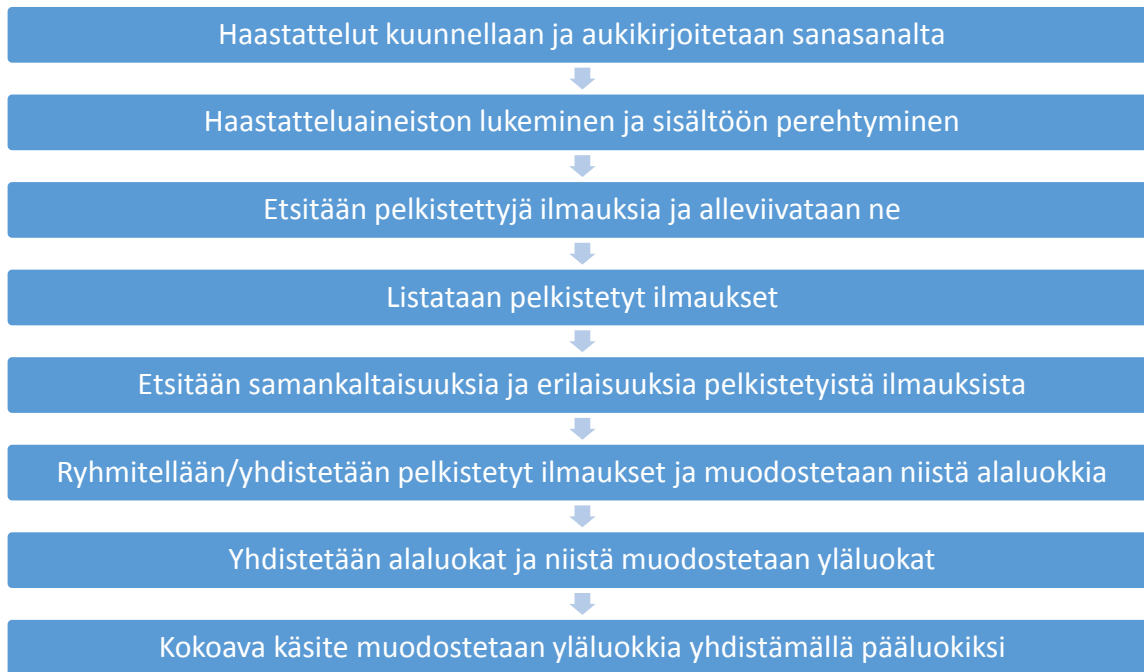 Haastattelut kuunnellaan ja aukikirjoitetaan sanasanalta
Haastatteluaineiston lukeminen ja sisältöön perehtyminen
Etsitään pelkistettyjä ilmauksia ja alleviivataan ne
Listataan pelkistetyt ilmaukset
Etsitään samankaltaisuuksia ja erilaisuuksia pelkistetyistä ilmauksista
Ryhmitellään/yhdistetään pelkistetyt ilmaukset ja muodostetaan niistä alaluokkia
Yhdistetään alaluokat ja niistä muodostetaan yläluokat
Kokoava käsite muodostetaan yläluokkia yhdistämällä pääluokiksi